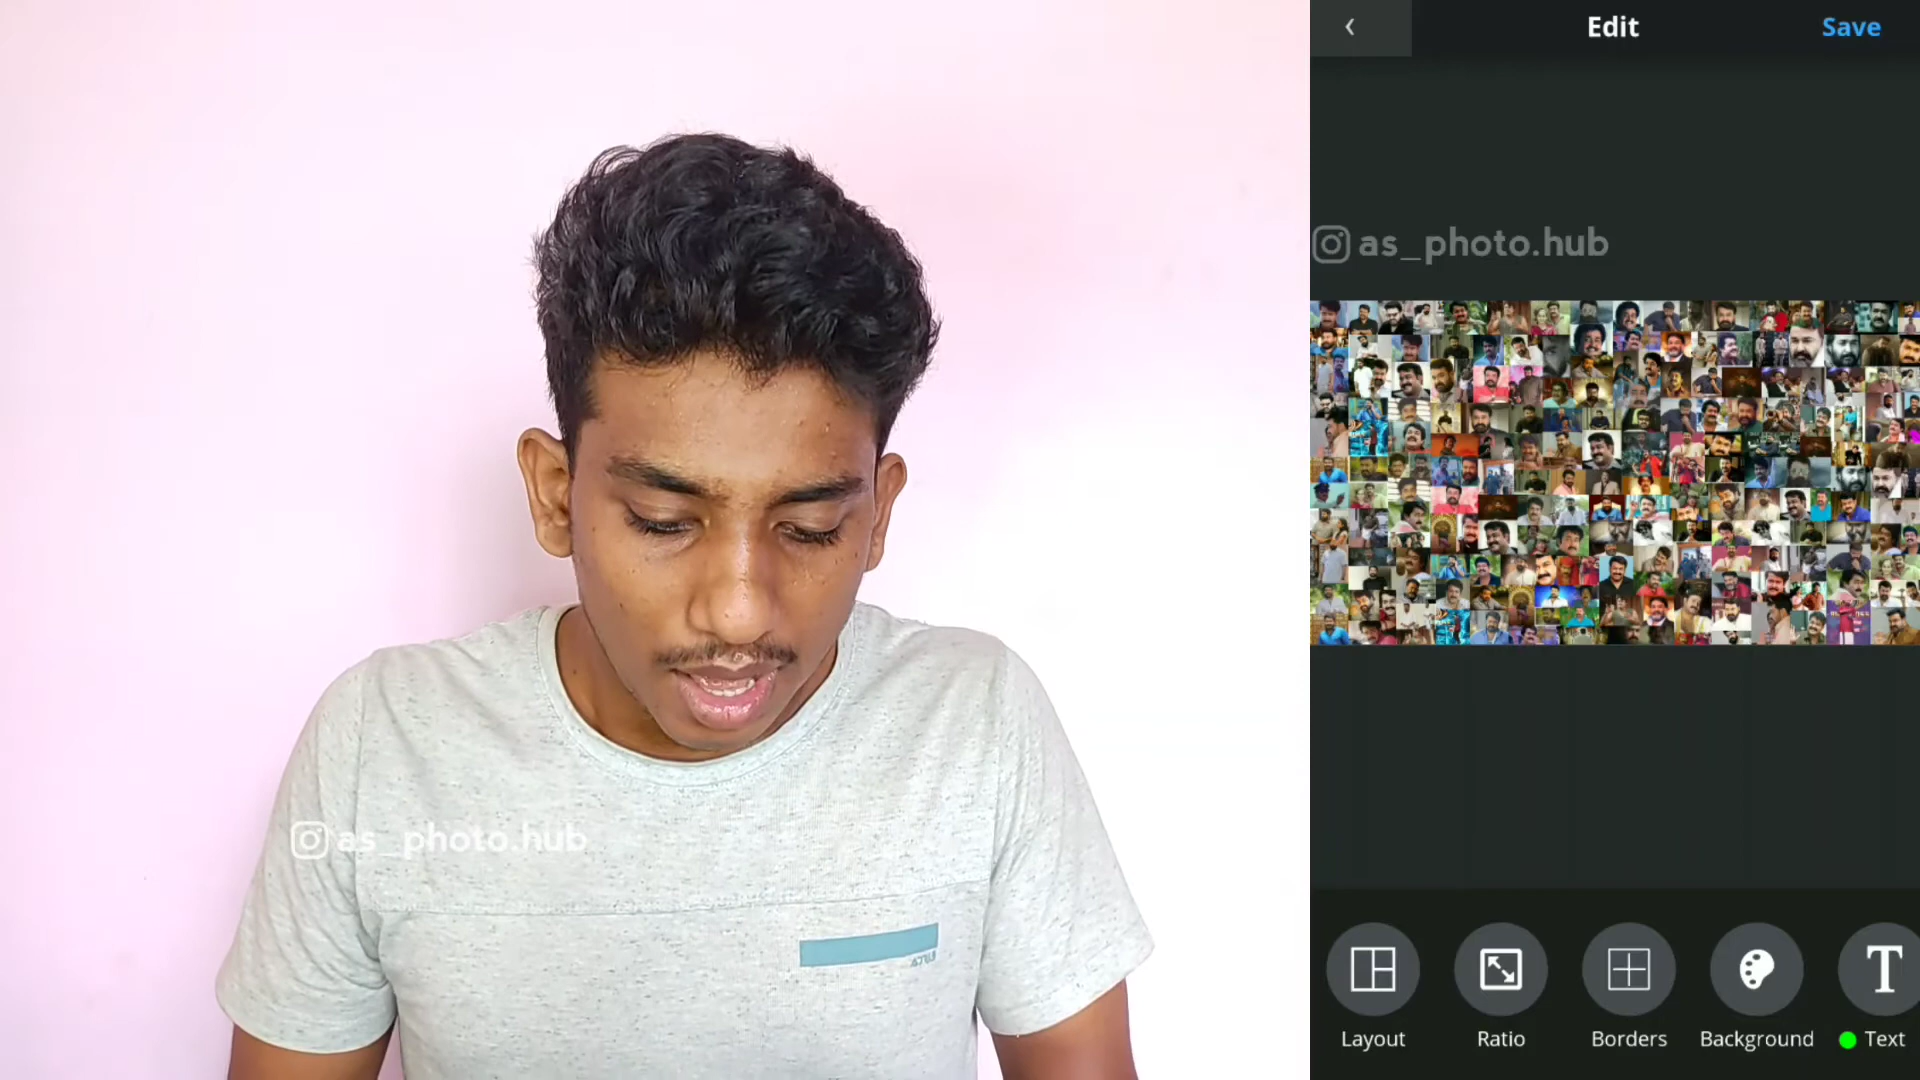 Edit
Save
as_photo.hub
as_photo.hub
Layout
Ratio
Borders
Background
Text